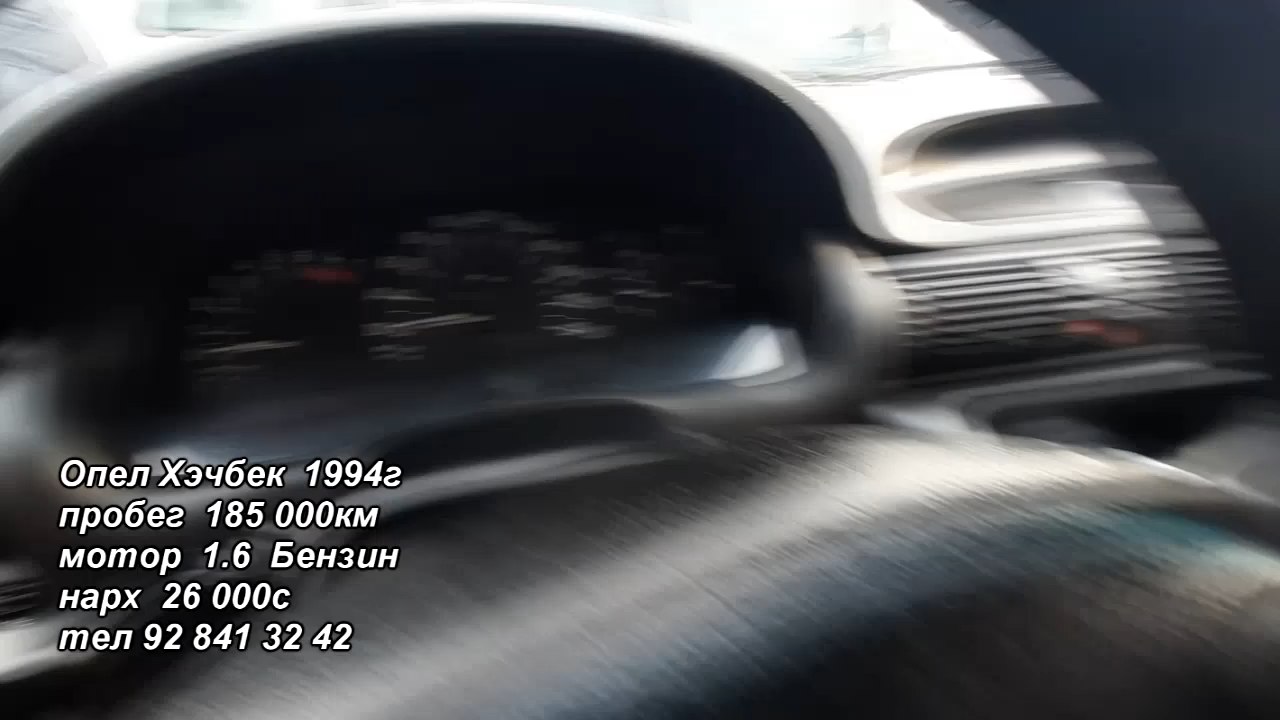 Опел Хэчбек 1994г
пробег 185 000км
мотор 1.6 Бензин
нарх 26 000с
тел 92 841 32 42